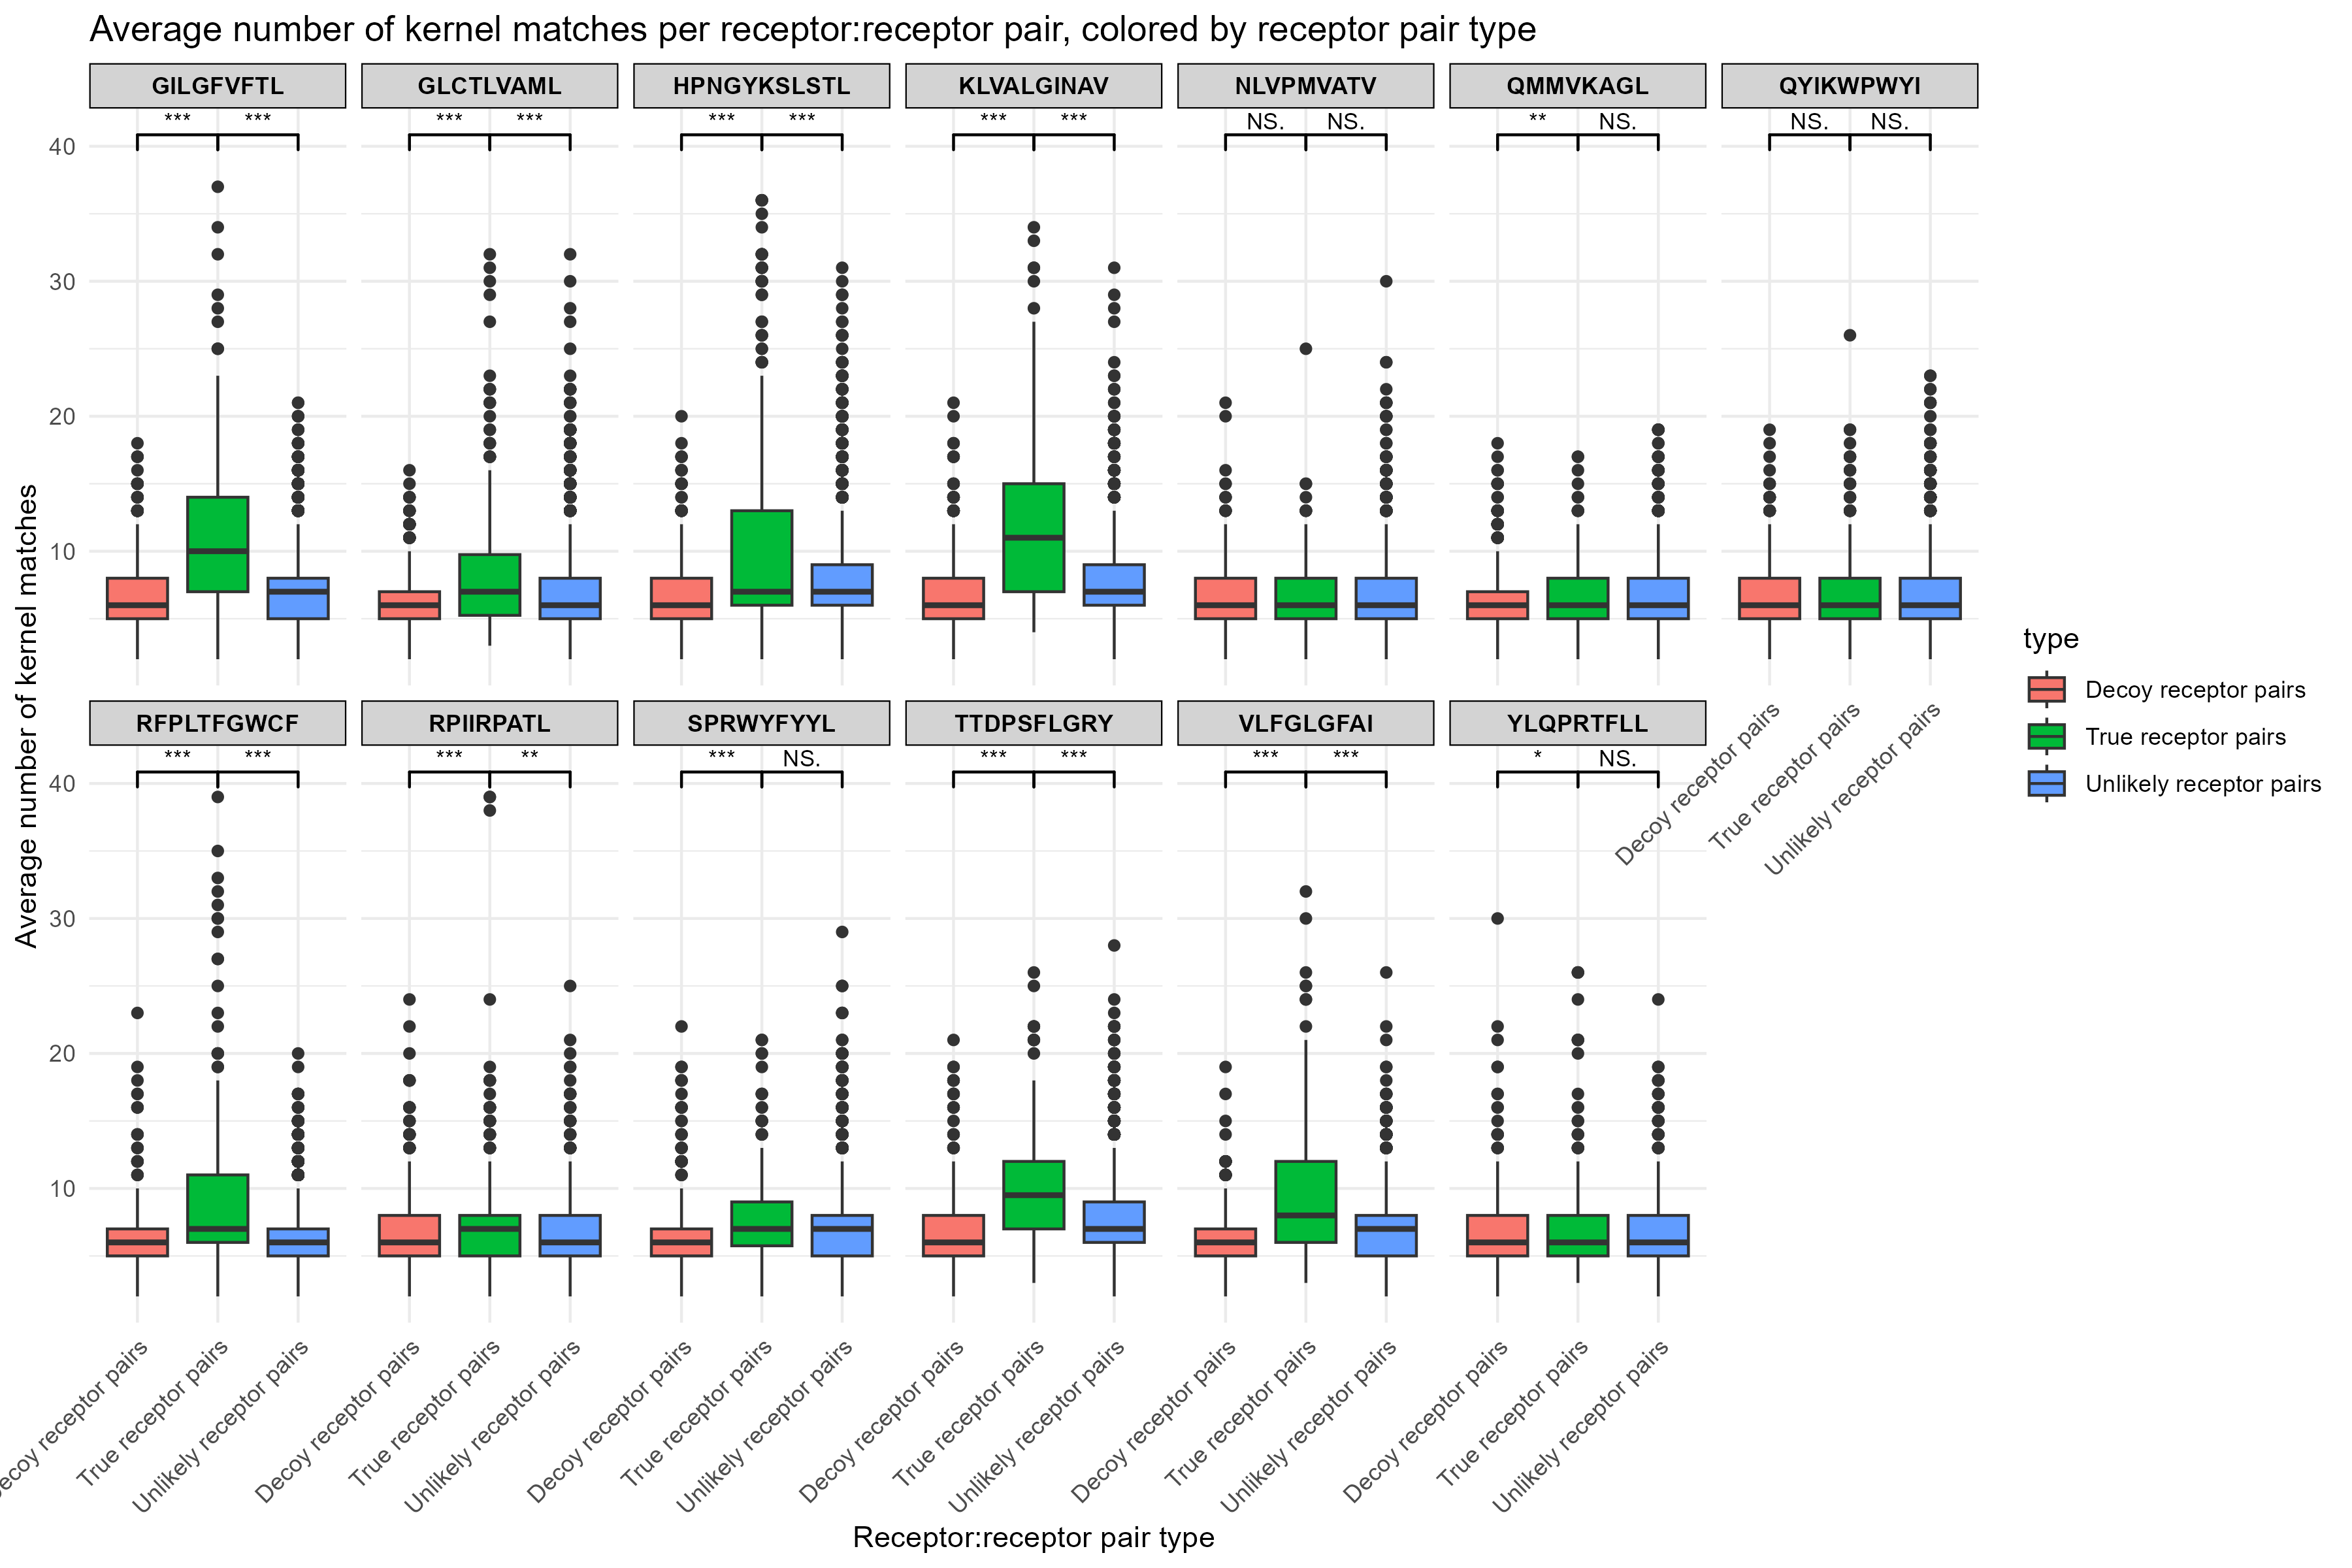 Average number of kernel matches per receptor:receptor pair, colored by receptor pair type
GILGFVFTL
GLCTLVAML
HPNGYKSLSTL
KLVALGINAV
NLVPMVATV
QMMVKAGL
QYIKWPWYI
*** ***
*** ***
*** ***
*** ***
NS. NS.
** NS.
NS. NS.
40
30
20
10
Decoy receptor pairs
True receptor pairs
Unlikely receptor pairs
RFPLTFGWCF
RPIIRPATL
SPRWYFYYL
TTDPSFLGRY
VLFGLGFAI
YLQPRTFLL
*** ***
*** **
*** NS.
*** ***
*** ***
* NS.
40
30
20
10
Decoy receptor pairs
True receptor pairs
Unlikely receptor pairs
Decoy receptor pairs
True receptor pairs
Unlikely receptor pairs
Decoy receptor pairs
True receptor pairs
Unlikely receptor pairs
Decoy receptor pairs
True receptor pairs
Unlikely receptor pairs
Decoy receptor pairs
True receptor pairs
Unlikely receptor pairs
Decoy receptor pairs
True receptor pairs
Unlikely receptor pairs
Average number of kernel matches
Receptor:receptor pair type
type
Decoy receptor pairs
True receptor pairs
Unlikely receptor pairs